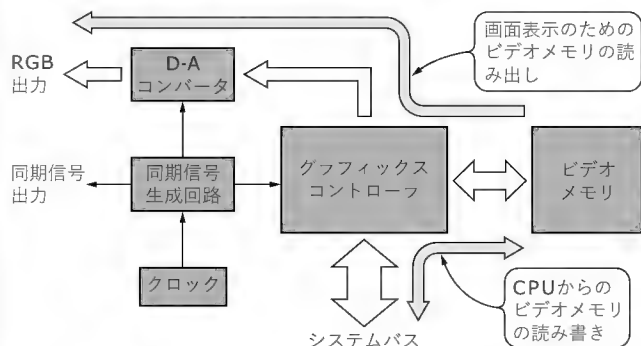 画面表示のための
ビデオメモリの読
み出し
RGB
出力
D-A
コンバータ
同期信号
出力
同期信号
生成回路
グラフィックス
コントローラ
ビデオ
メモリ
クロック
システムバス
CPUからの
ビデオメモリ
の読み書き